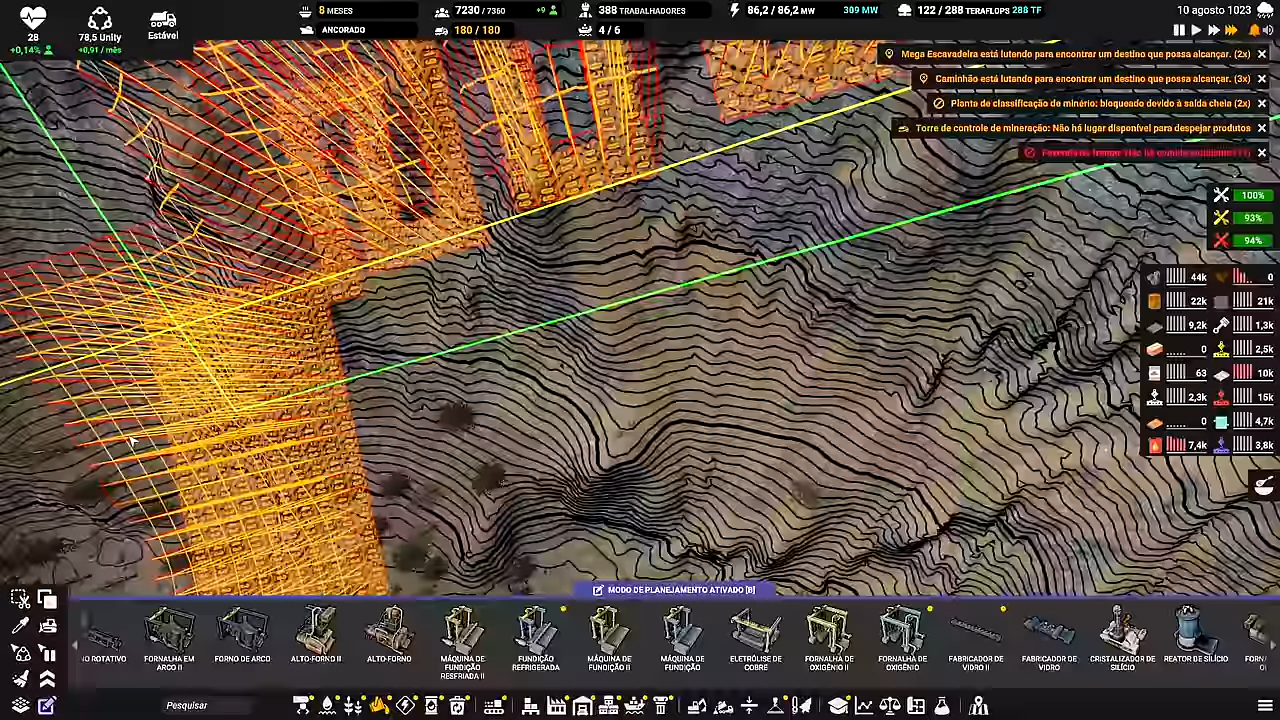 8 MESES
7230 / 7360
+9
388 TRABALHADORES
86,2 / 86,2 MW
309 MW
122 / 288 TERAFLOPS
288 TF
10 agosto 1023
28
78,5 Unity
Estável
+0,14%
+0,91 / mês
ANCORADO
180 / 180
4 / 6
Mega Escavadeira está lutando para encontrar um destino que possa alcançar. (2x)
Caminhão está lutando para encontrar um destino que possa alcançar. (3x)
Planta de classificação de minério: bloqueado devido à saída cheia (2x)
Torre de controle de mineração: Não há lugar disponível para despejar produtos
100%
93%
94%
44k
0
22k
21k
9,2k
1,3k
0
2,5k
63
10k
2,3k
15k
0
4,7k
7,4k
3,8k
MODO DE PLANEJAMENTO ATIVADO [B]
IO ROTATIVO
FORNALHA EM ARCO II
FORNO DE ARCO
ALTO-FORNO II
ALTO-FORNO
MÁQUINA DE FUNDIÇÃO RESFRIADA II
FUNDIÇÃO REFRIGERADA
MÁQUINA DE FUNDIÇÃO II
MÁQUINA DE FUNDIÇÃO
ELETRÓLISE DE COBRE
FORNALHA DE OXIGÊNIO II
FORNALHA DE OXIGÊNIO
FABRICADOR DE VIDRO II
FABRICADOR DE VIDRO
CRISTALIZADOR DE SILÍCIO
REATOR DE SILÍCIO
Pesquisar